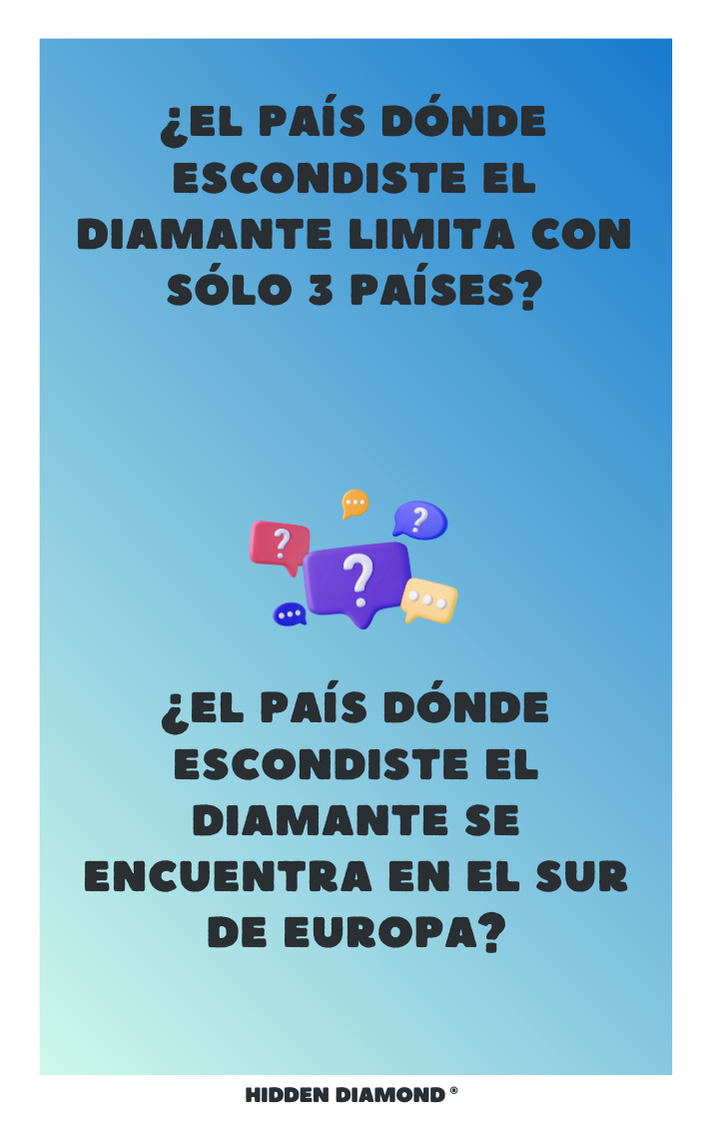 ¿EL PAÍS DÓNDE
ESCONDISTE EL
DIAMANTE LIMITA CON
SÓLO 3 PAÍSES?
¿EL PAÍS DÓNDE
ESCONDISTE EL
DIAMANTE SE
ENCUENTRA EN EL SUR
DE EUROPA?
HIDDEN DIAMOND ®